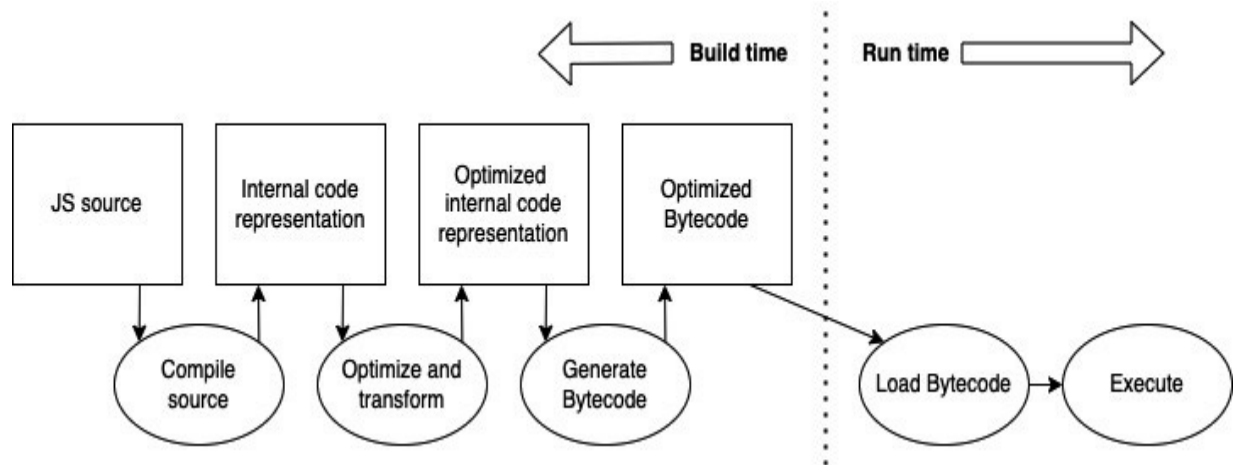 Build time
Run time
JS source
Internal code
representation
Optimized
internal code
representation
Optimized
Bytecode
Compile
source
Optimize and
transform
Generate
Bytecode
Load Bytecode
Execute